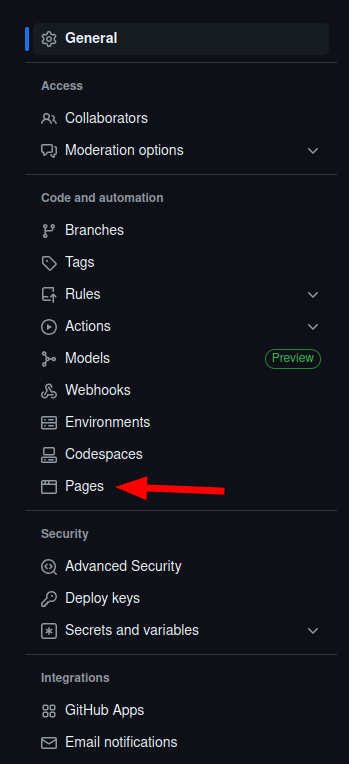 General
Access
Collaborators
Moderation options
Code and automation
Branches
Tags
Rules
Actions
Models Preview
Webhooks
Environments
Codespaces
Pages
Security
Advanced Security
Deploy keys
Secrets and variables
Integrations
GitHub Apps
Email notifications